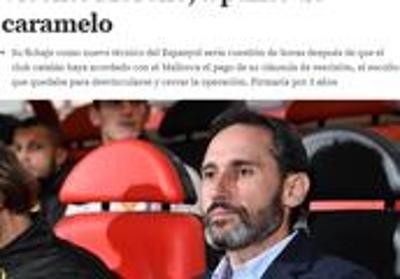 caramelo
Su fichaje como nuevo técnico del Espanyol sería cuestión de horas después de que el
club catalán haya acordado con el Mallorca el pago de su cláusula de rescisión, el escollo
que quedaba para desvincularse y cerrar la operación. Firmaría por 3 años